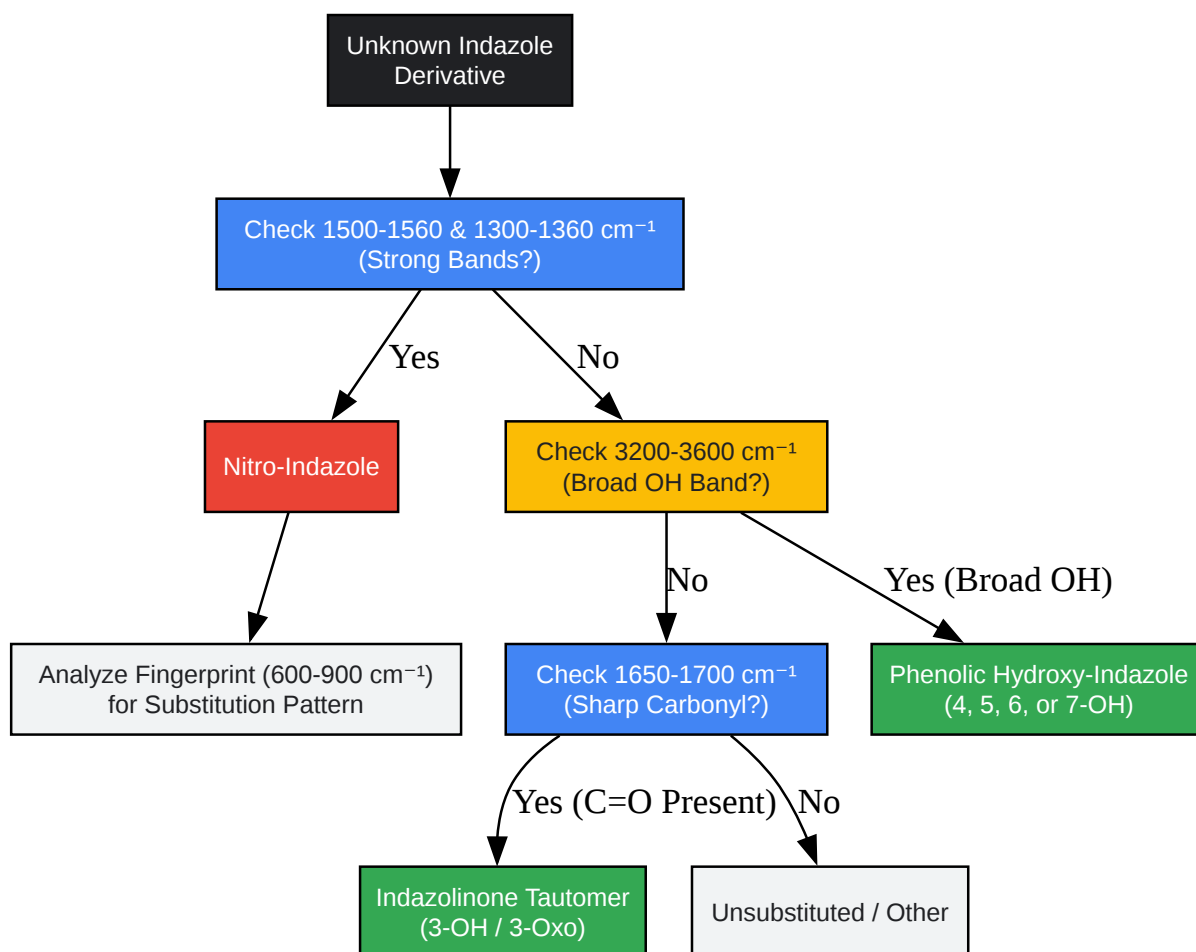 Unknown Indazole
Derivative
Check 1500-1560 & 1300-1360 cm⁻¹
(Strong Bands?)
Yes
No
Nitro-Indazole
Check 3200-3600 cm⁻¹
(Broad OH Band?)
No
Yes (Broad OH)
Analyze Fingerprint (600-900 cm⁻¹)
for Substitution Pattern
Check 1650-1700 cm⁻¹
(Sharp Carbonyl?)
Phenolic Hydroxy-Indazole
(4, 5, 6, or 7-OH)
Yes (C=O Present)
No
Indazolinone Tautomer
(3-OH / 3-Oxo)
Unsubstituted / Other